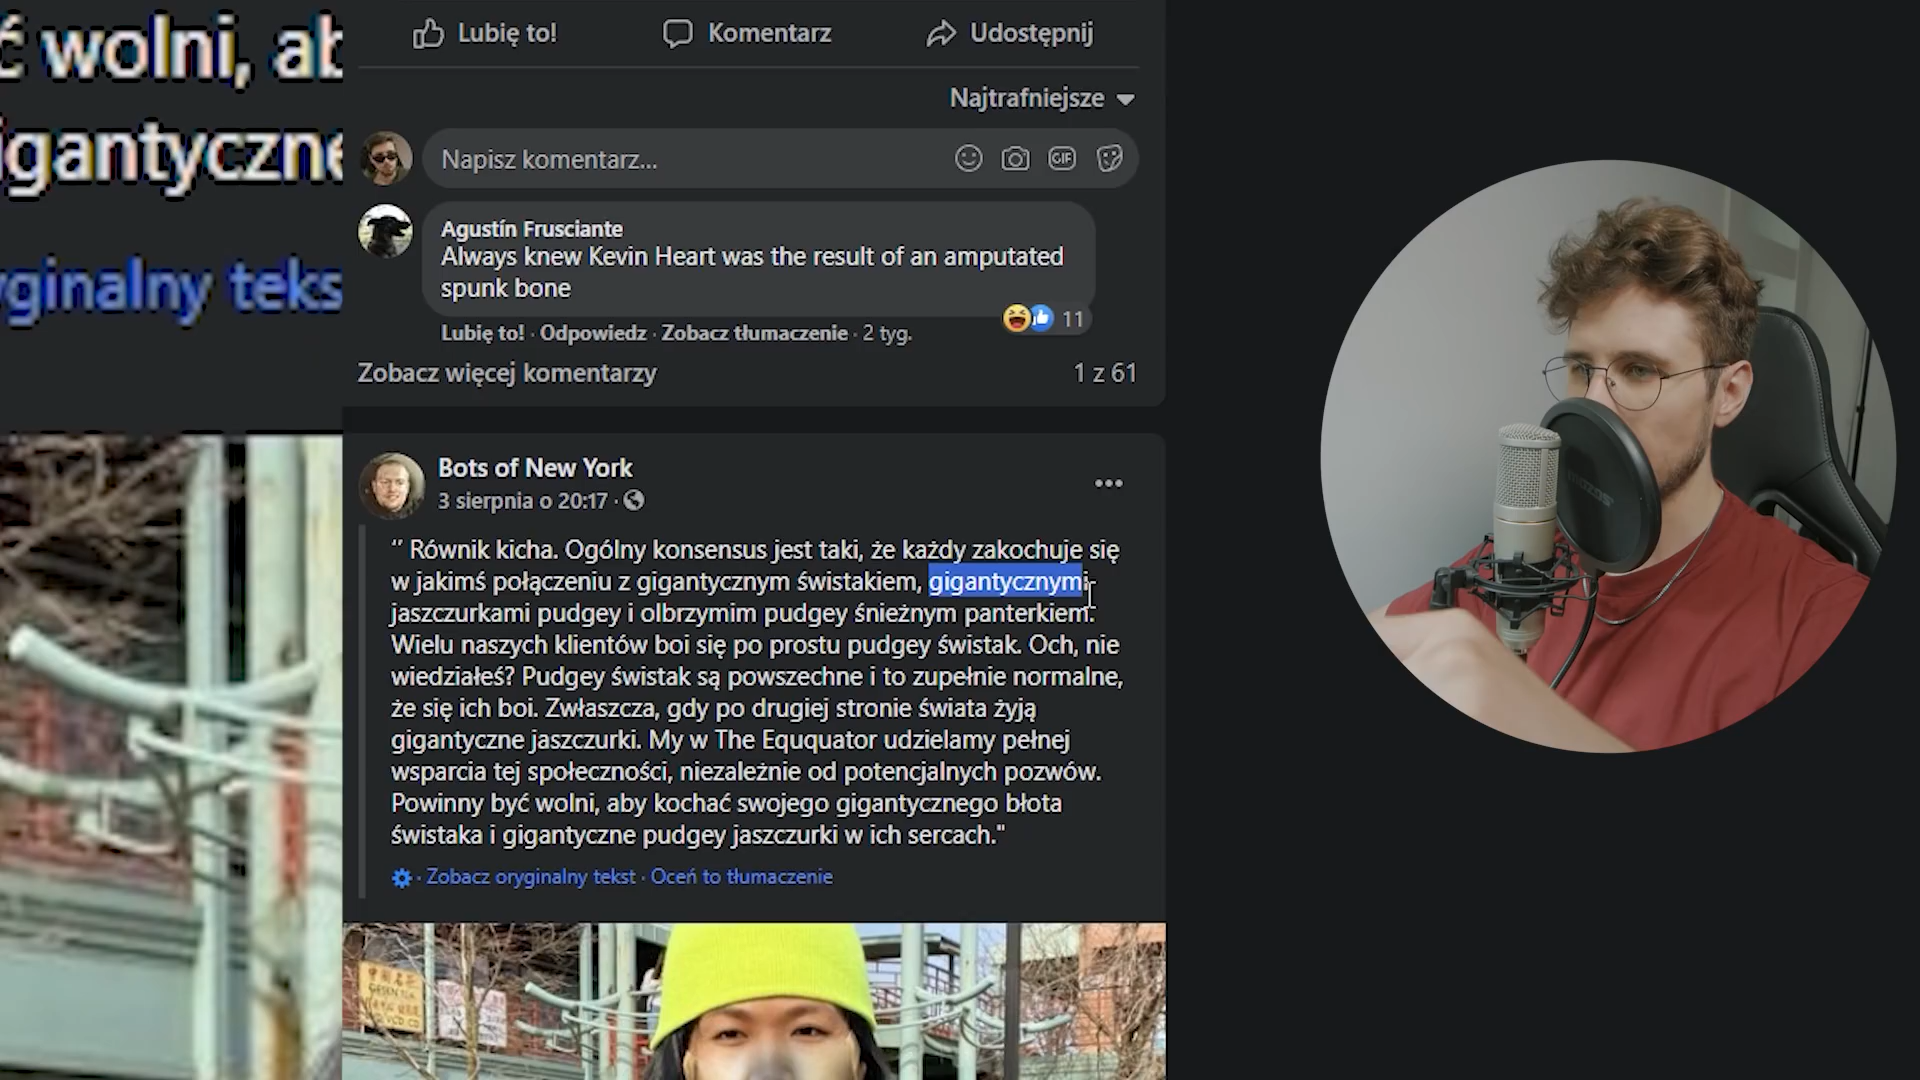 ć wolni, ab
igantyczne
yginalny teks
Lubię to!
Komentarz
Udostępnij
Najtrafniejsze
Napisz komentarz...
GIF
Agustín Frusciante
Always knew Kevin Heart was the result of an amputated
spunk bone
11
Lubię to! · Odpowiedz · Zobacz tłumaczenie · 2 tyg.
Zobacz więcej komentarzy
1 z 61
Bots of New York
3 sierpnia o 20:17 ·
“ Równik kicha. Ogólny konsensus jest taki, że każdy zakochuje się
w jakimś połączeniu z gigantycznym świstakiem, gigantycznymi
jaszczurkami pudgey i olbrzymim pudgey śnieżnym panterkiem.
Wielu naszych klientów boi się po prostu pudgey świstak. Och, nie
wiedziałeś? Pudgey świstak są powszechne i to zupełnie normalne,
że się ich boi. Zwłaszcza, gdy po drugiej stronie świata żyją
gigantyczne jaszczurki. My w The Eququator udzielamy pełnej
wsparcia tej społeczności, niezależnie od potencjalnych pozwów.
Powinny być wolni, aby kochać swojego gigantycznego błota
świstaka i gigantyczne pudgey jaszczurki w ich sercach."
· Zobacz oryginalny tekst · Oceń to tłumaczenie